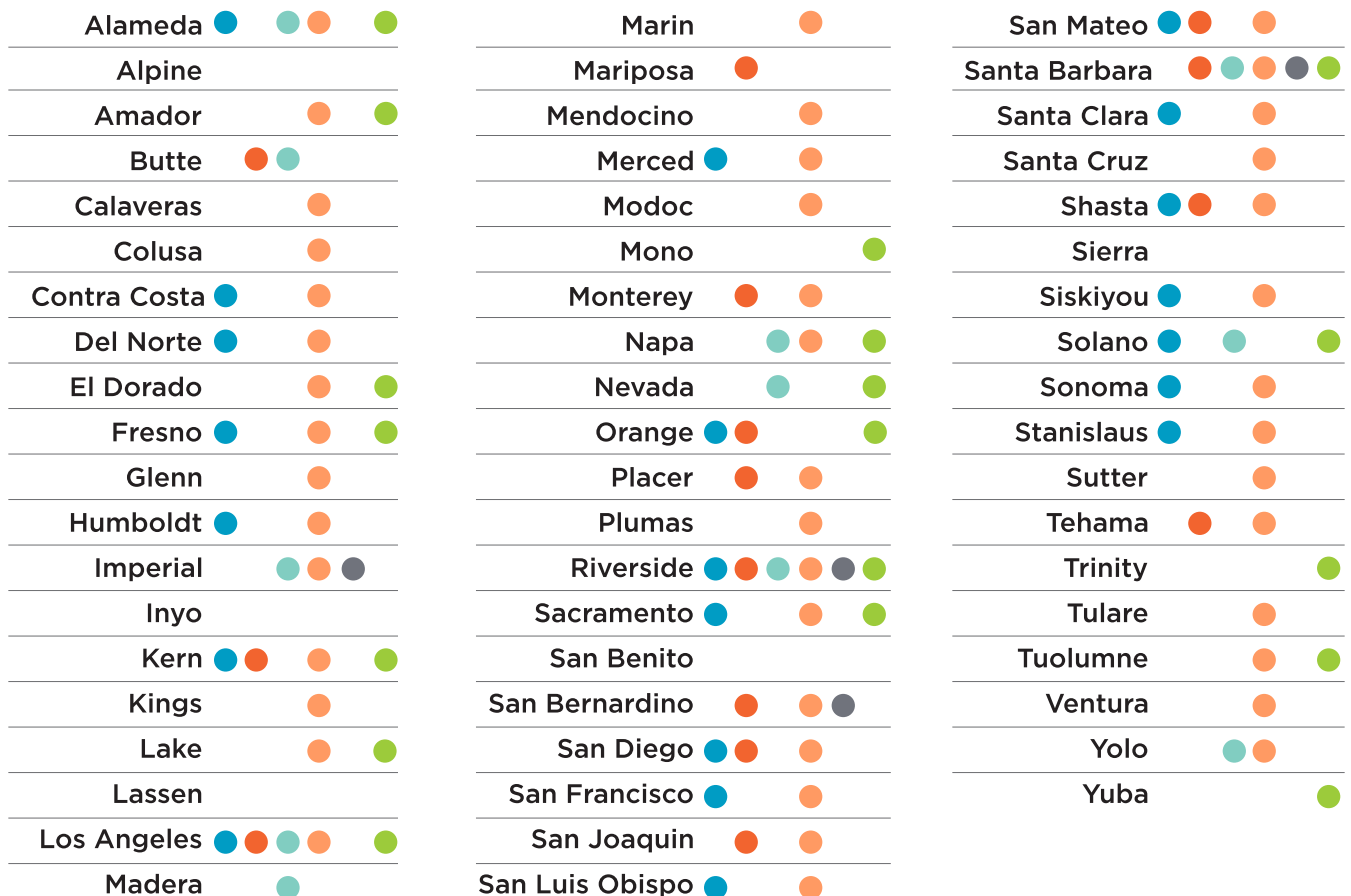 Alameda
Alpine
Amador
Butte
Calaveras
Colusa
Contra Costa
Del Norte
El Dorado
Fresno
Glenn
Humboldt
Imperial
Inyo
Kern
Kings
Lake
Lassen
Los Angeles
Madera
Marin
Mariposa
Mendocino
Merced
Modoc
Mono
Monterey
Napa
Nevada
Orange
Placer
Plumas
Riverside
Sacramento
San Benito
San Bernardino
San Diego
San Francisco
San Joaquin
San Luis Obispo
San Mateo
Santa Barbara
Santa Clara
Santa Cruz
Shasta
Sierra
Siskiyou
Solano
Sonoma
Stanislaus
Sutter
Tehama
Trinity
Tulare
Tuolumne
Ventura
Yolo
Yuba